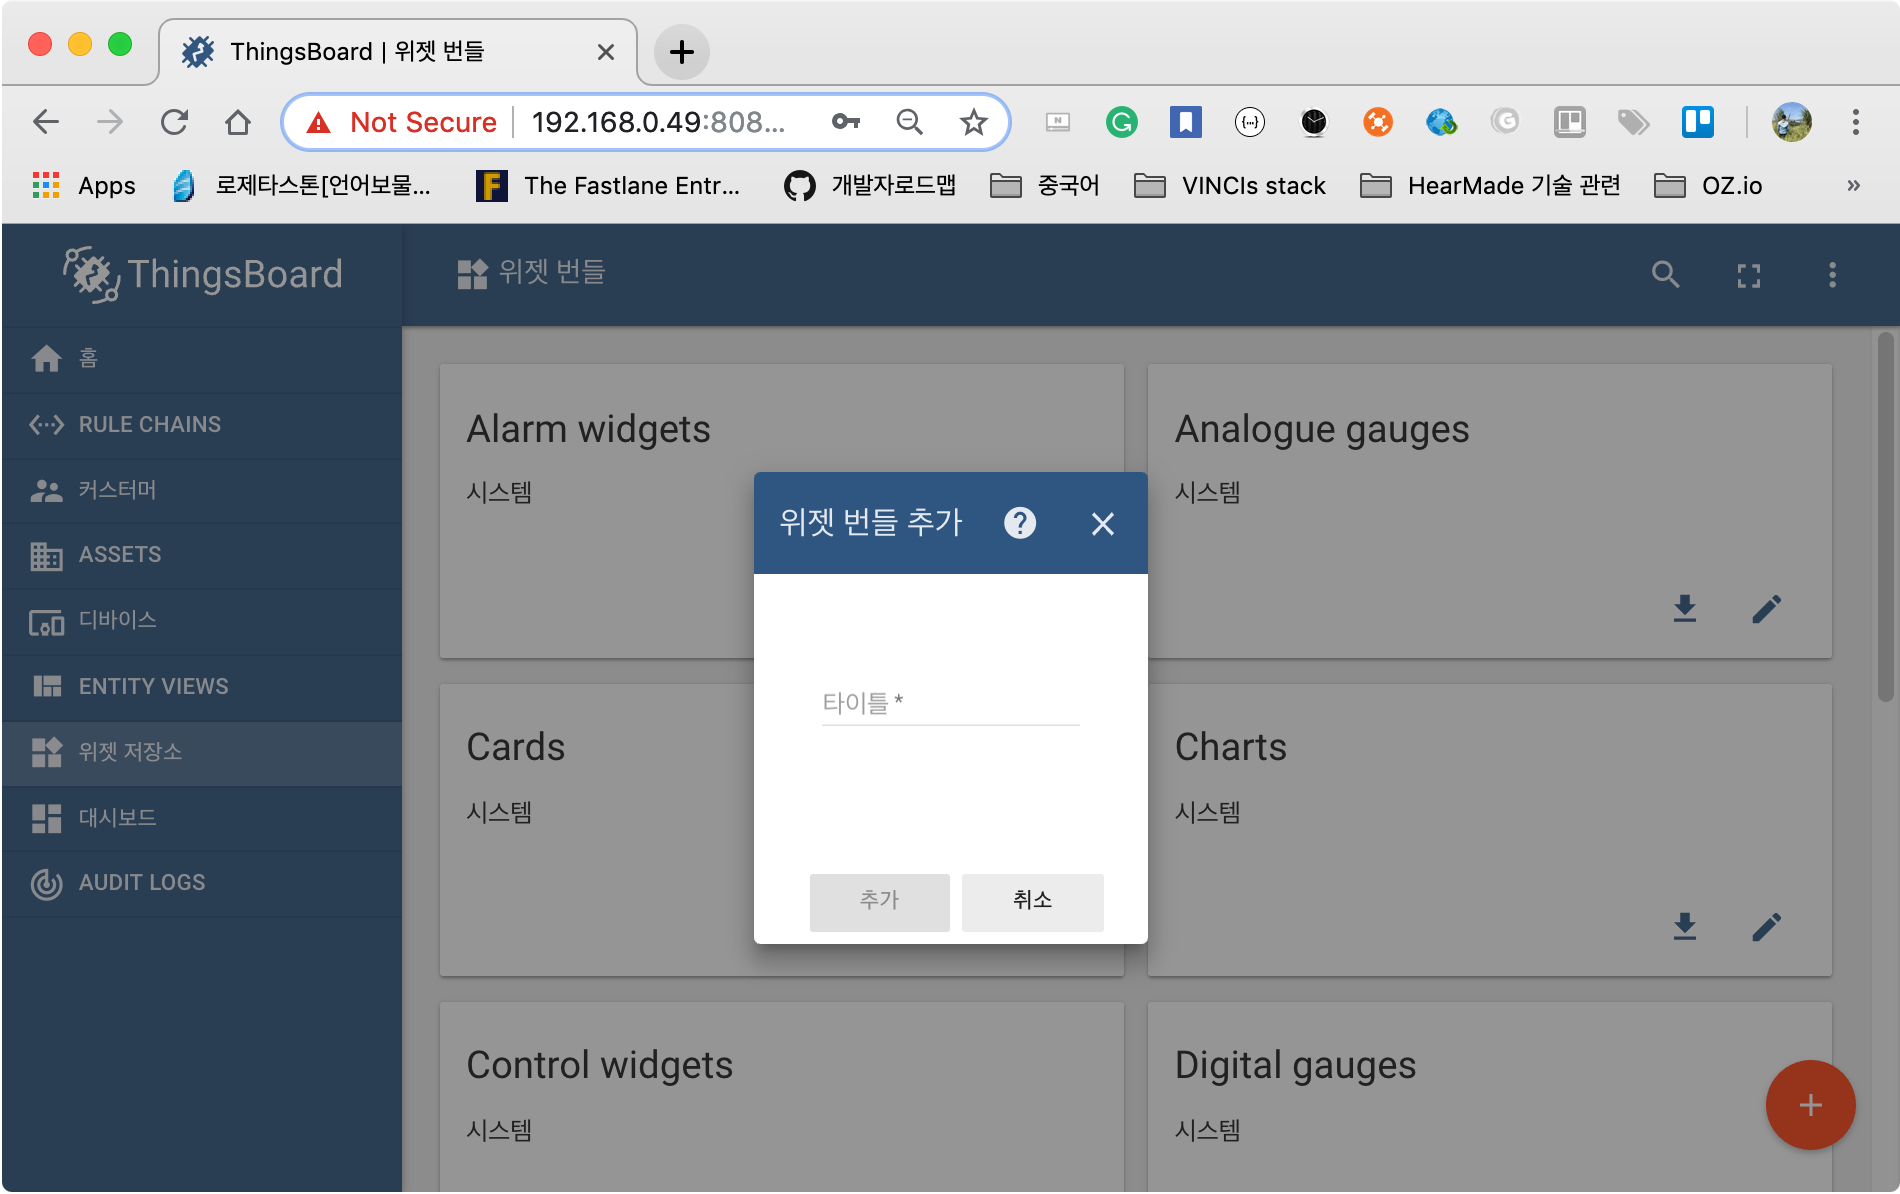 ThingsBoard | 위젯 번들
Not Secure 192.168.0.49:808...
Apps 로제타스톤[언어보물... The Fastlane Entr... 개발자로드맵 중국어 VINCIs stack HearMade 기술 관련 OZ.io »
ThingsBoard
위젯 번들
홈
RULE CHAINS
커스터머
ASSETS
디바이스
ENTITY VIEWS
위젯 저장소
대시보드
AUDIT LOGS
Alarm widgets
시스템
Analogue gauges
시스템
위젯 번들 추가
타이틀 *
추가
취소
Cards
시스템
Charts
시스템
Control widgets
시스템
Digital gauges
시스템